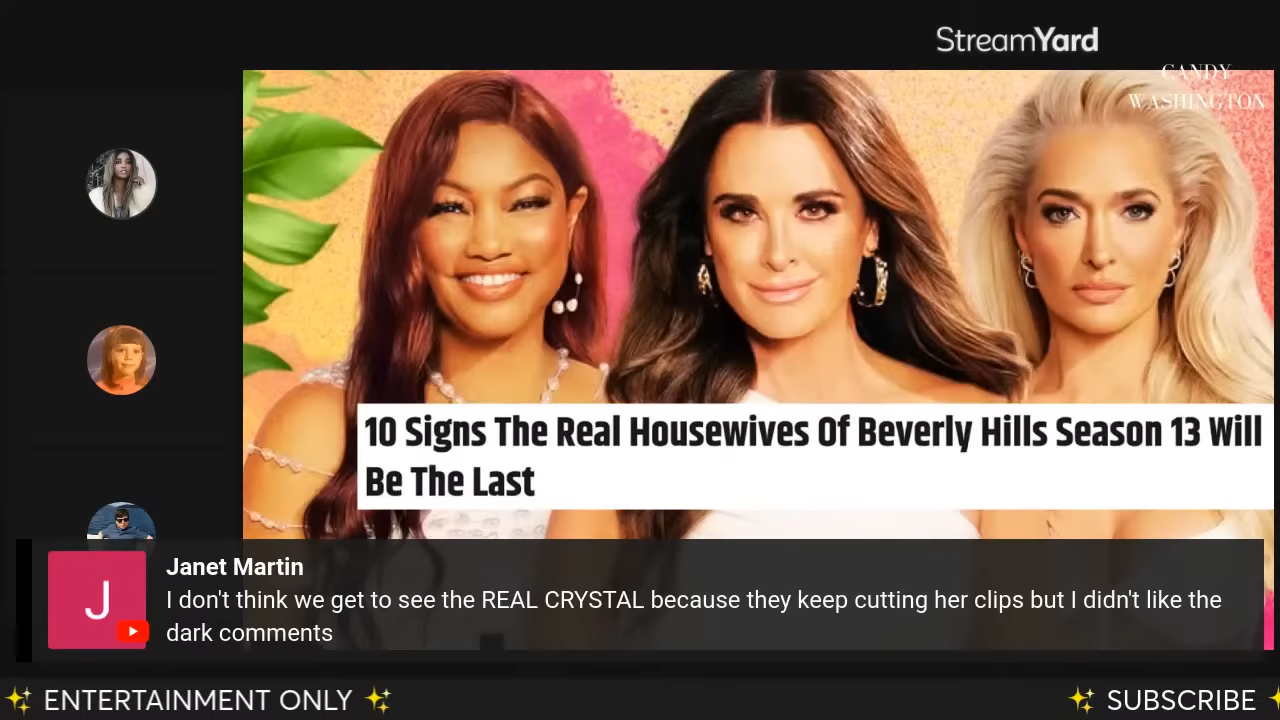 StreamYard
CANDY
WASHINGTON
10 Signs The Real Housewives Of Beverly Hills Season 13 Will
Be The Last
J
Janet Martin
I don't think we get to see the REAL CRYSTAL because they keep cutting her clips but I didn't like the
dark comments
✨ ENTERTAINMENT ONLY ✨
✨ SUBSCRIBE ✨